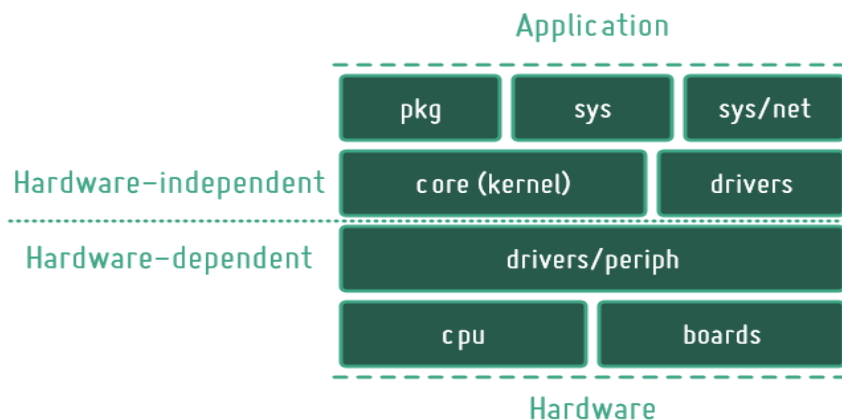 Application
pkg sys sys/net
Hardware-independent core (kernel) drivers
Hardware-dependent drivers/periph
cpu boards
Hardware